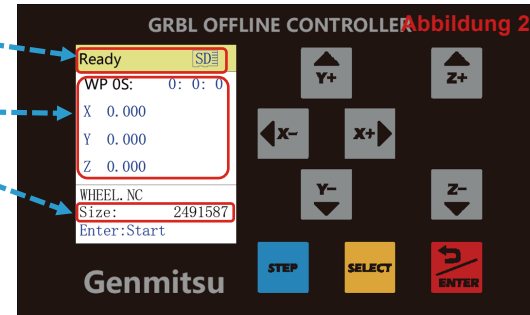 GRBL OFFLINE CONTROLLER
Abbildung 2
Ready SD
WP 0S: 0: 0: 0
X 0.000
Y 0.000
Z 0.000
WHEEL.NC
Size: 2491587
Enter:Start
Y+
Z+
X-
X+
Y-
Z-
STEP
SELECT
ENTER
Genmitsu